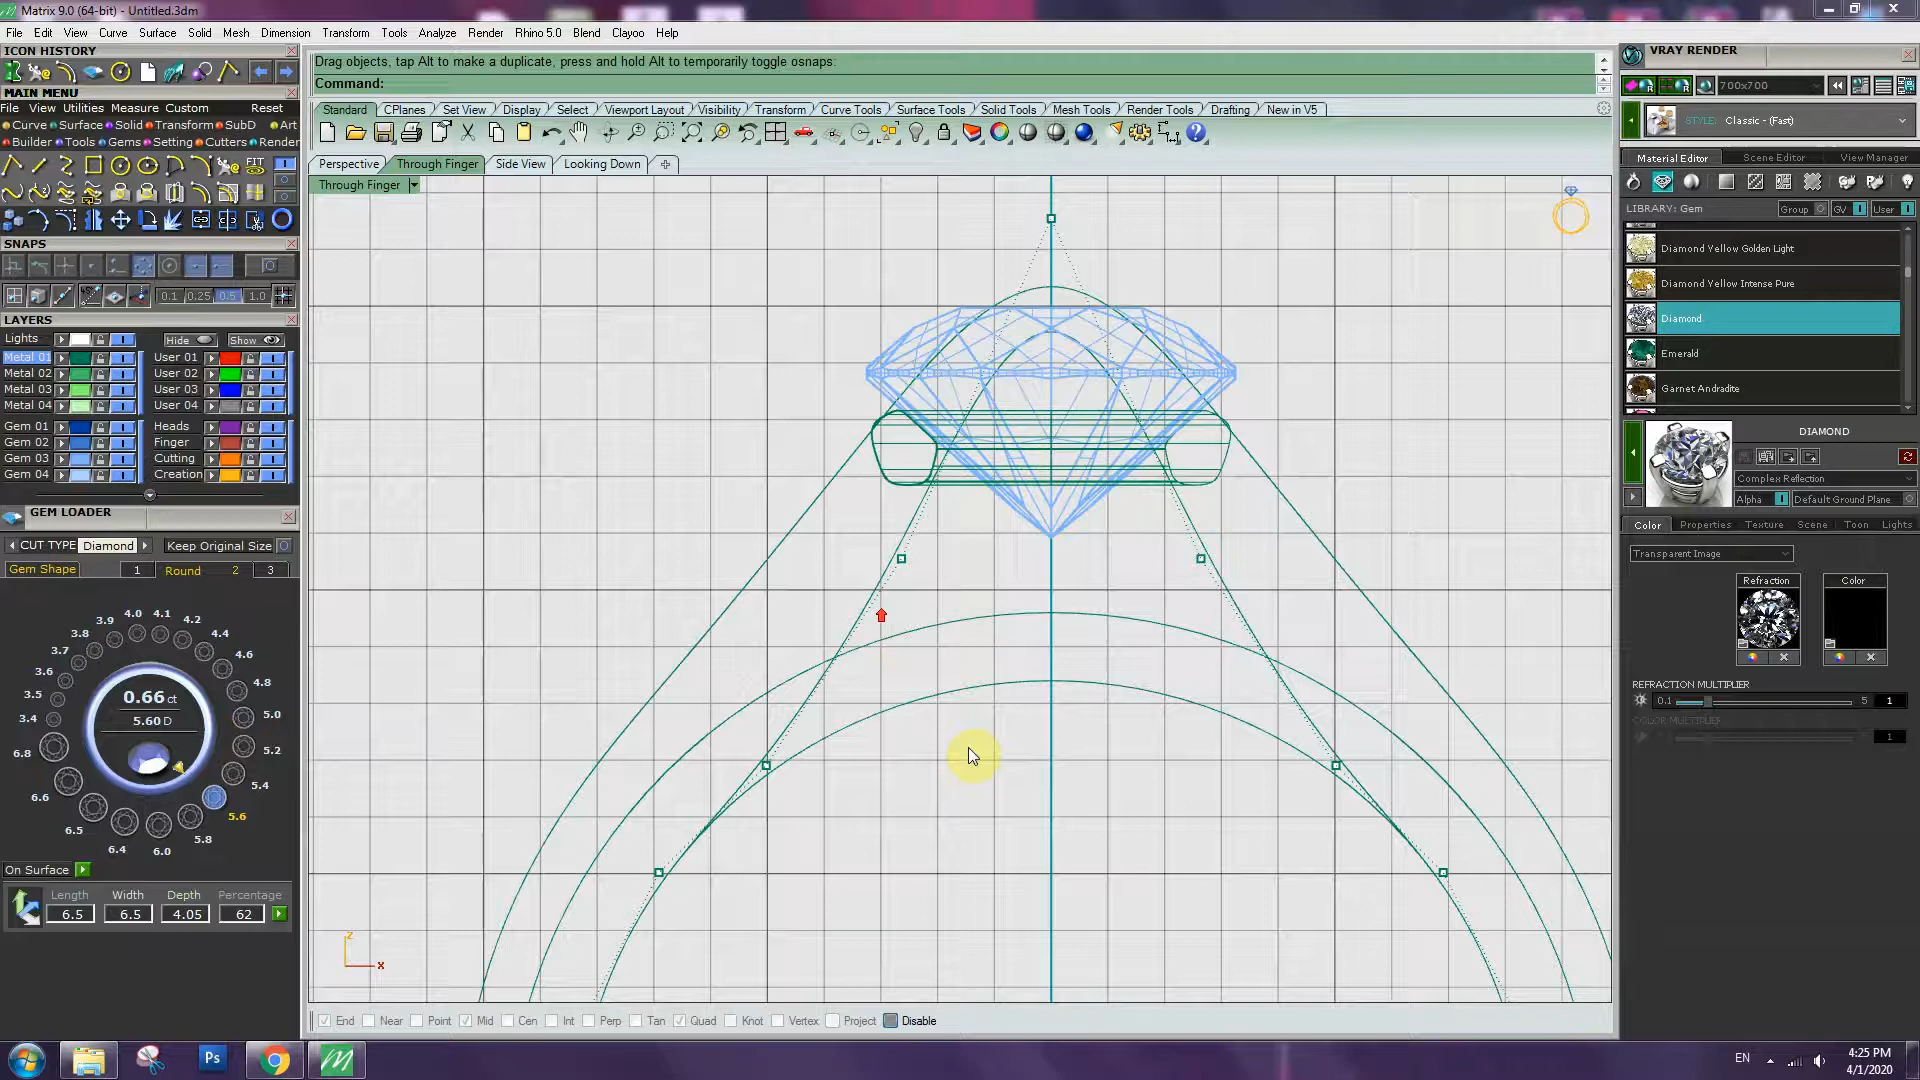 Matrix 9.0 (64-bit) - Untitled.3dm
File Edit View Curve Surface Solid Mesh Dimension Transform Tools Analyze Render Rhino 5.0 Blend Clayoo Help
ICON HISTORY
MAIN MENU
File View Utilities Measure Custom Reset
Curve Surface Solid Transform SubD Art
Builder Tools Gems Setting Cutters Render
FIT
SNAPS
0.1 0.25 0.5 1.0
LAYERS
Lights Hide Show
Metal 01 User 01
Metal 02 User 02
Metal 03 User 03
Metal 04 User 04
Gem 01 Heads
Gem 02 Finger
Gem 03 Cutting
Gem 04 Creation
GEM LOADER
CUT TYPE Diamond Keep Original Size
Gem Shape 1 Round 2 3
4.0 4.1
3.9 4.2
3.8 4.4
3.7 4.6
3.6 4.8
3.5 5.0
3.4 5.2
6.8 5.4
6.6 5.6
6.5 5.8
6.4 6.0
0.66 ct
5.60 D
On Surface
Length Width Depth Percentage
6.5 6.5 4.05 62
Drag objects, tap Alt to make a duplicate, press and hold Alt to temporarily toggle osnaps:
Command:
Standard CPlanes Set View Display Select Viewport Layout Visibility Transform Curve Tools Surface Tools Solid Tools Mesh Tools Render Tools Drafting New in V5
Perspective Through Finger Side View Looking Down
Through Finger
z
x
End Near Point Mid Cen Int Perp Tan Quad Knot Vertex Project Disable
VRAY RENDER
700x700
STYLE: Classic - (Fast)
Material Editor Scene Editor View Manager
LIBRARY: Gem Group GV User
Diamond Yellow Golden Light
Diamond Yellow Intense Pure
Diamond
Emerald
Garnet Andradite
DIAMOND
Complex Reflection
Alpha Default Ground Plane
Color Properties Texture Scene Toon Lights
Transparent Image
Refraction Color
REFRACTION MULTIPLIER
0.1 5 1
COLOR MULTIPLIER
1
Ps
EN
4:25 PM
4/1/2020